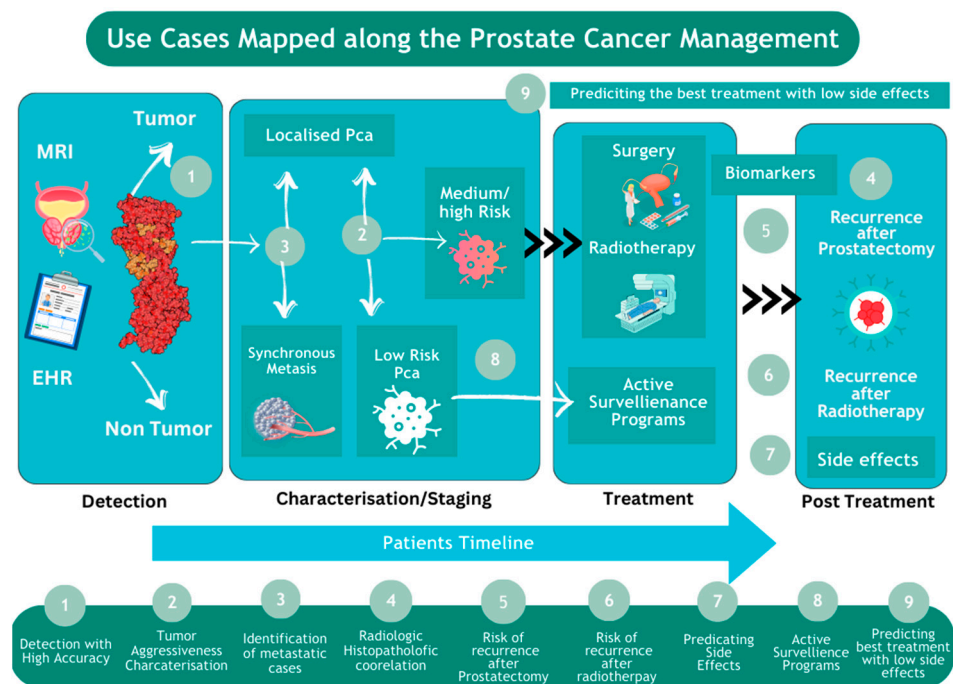 Use Cases Mapped along the Prostate Cancer Management
9
Prediciting the best treatment with low side effects
MRI
Tumor
1
EHR
Non Tumor
Detection
Localised Pca
3
2
Medium/
high Risk
Synchronous
Metasis
Low Risk
Pca
8
Characterisation/Staging
Surgery
Radiotherapy
Active
Survellienance
Programs
Treatment
Biomarkers
5
6
7
4
Recurrence
after
Prostatectomy
Recurrence
after
Radiotherapy
Side effects
Post Treatment
Patients Timeline
1
Detection with
High Accuracy
2
Tumor
Aggressiveness
Charcaterisation
3
Identification
of metastatic
cases
4
Radiologic
Histopatholofic
coorelation
5
Risk of
recurrence
after
Prostatectomy
6
Risk of
recurrence
after
radiotherpay
7
Predicating
Side
Effects
8
Active
Survellience
Programs
9
Predicting
best treatment
with low side
effects